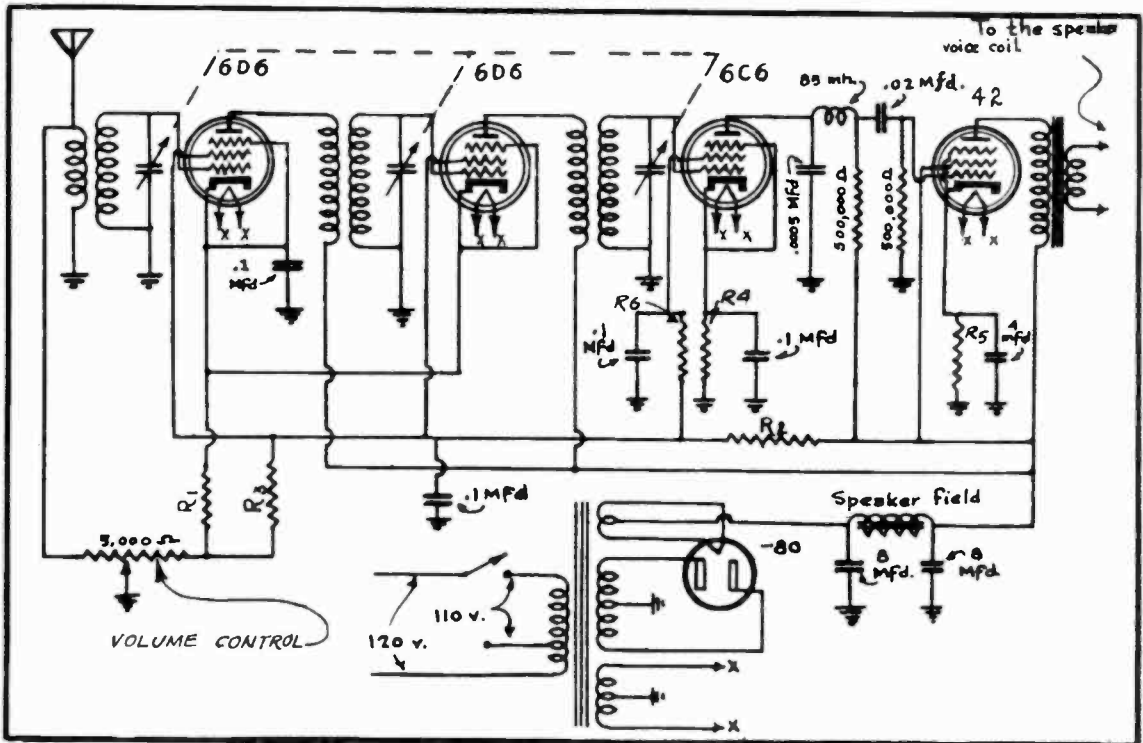 To the speaker
voice coil
6D6
6D6
6C6
85 mh.
.02 Mfd.
42
.0005 Mfd
500,000 Ω
500,000 Ω
x x
x x
x x
x x
.1
Mfd
R6
R4
.1
Mfd
.1 Mfd
R5
4
mfd
R2
R1
R3
.1 Mfd
Speaker field
5,000 Ω
-80
8
Mfd.
8
Mfd
110 v.
VOLUME CONTROL
120 v.
x
x